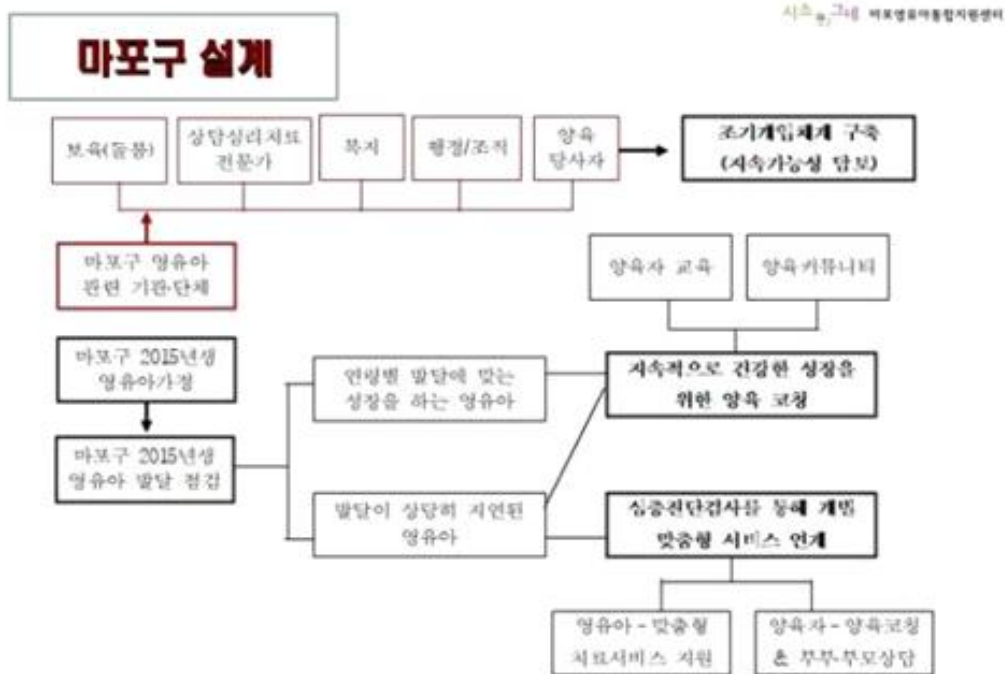 시소와그네 마포영유아통합지원센터
마포구 설계
보육(돌봄)
상담심리치료
전문가
복지
행정/조직
양육
당사자
조기개입체계 구축
(지속가능성 담보)
마포구 영유아
관련 기관·단체
양육자 교육
양육커뮤니티
마포구 2015년생
영유아가정
연령별 발달에 맞는
성장을 하는 영유아
지속적으로 건강한 성장을
위한 양육 코칭
마포구 2015년생
영유아 발달 점검
발달이 상당히 지연된
영유아
심층진단검사를 통해 개별
맞춤형 서비스 연계
영유아 - 맞춤형
치료서비스 지원
양육자 - 양육코칭
& 부부·부모상담